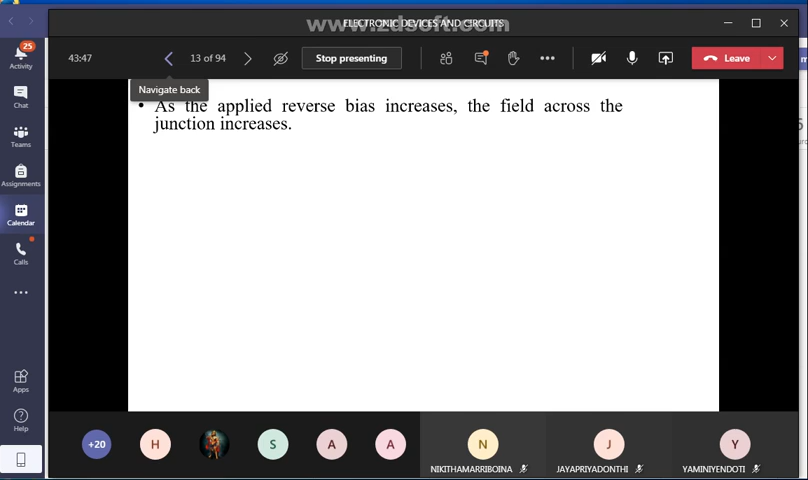 ELECTRONIC DEVICES AND CIRCUITS
www.zdsoft.com
25
Activity
Chat
Teams
Assignments
Calendar
Calls
Apps
Help
43:47
13 of 94
Stop presenting
Leave
Navigate back
• As the applied reverse bias increases, the field across the
junction increases.
+20
H
S
A
A
N
J
Y
NIKITHAMARRIBOINA
JAYAPRIYADONTHI
YAMINIYENDOTI